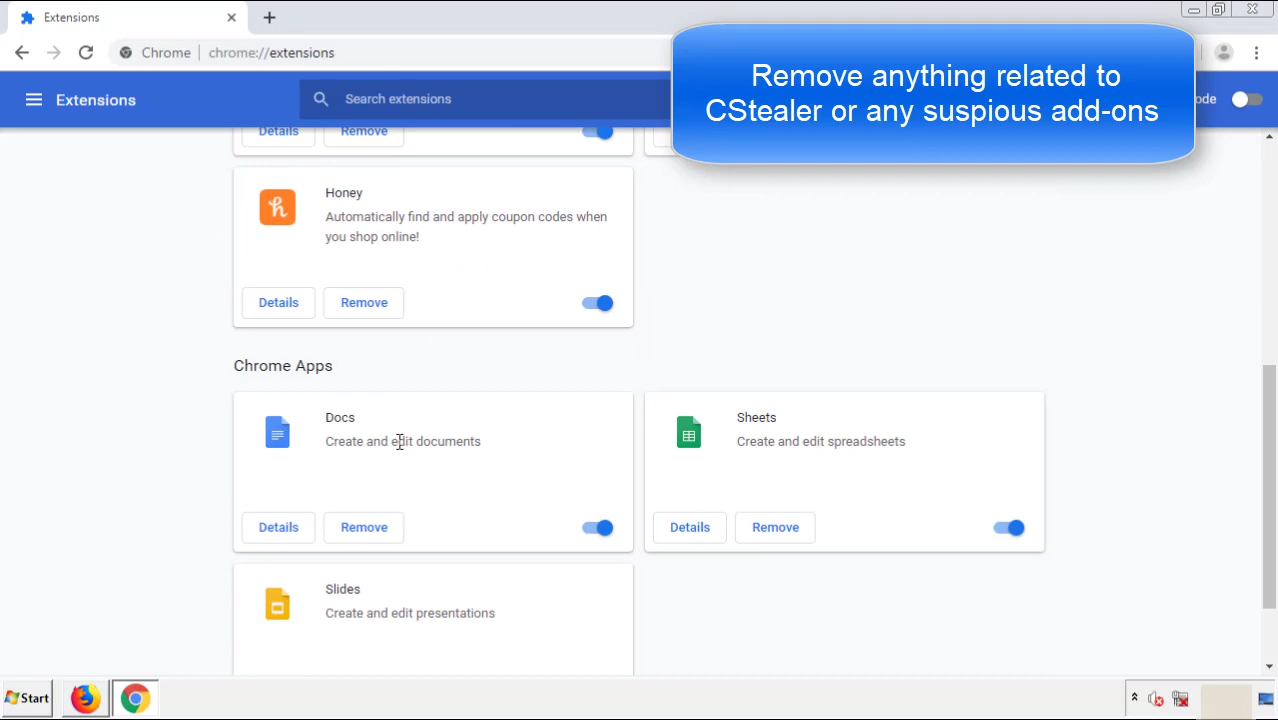 Extensions
Chrome
chrome://extensions
Remove anything related to
CStealer or any suspious add-ons
Extensions
Search extensions
ode
Details
Remove
Honey
Automatically find and apply coupon codes when
you shop online!
Details
Remove
Chrome Apps
Docs
Create and edit documents
Details
Remove
Sheets
Create and edit spreadsheets
Details
Remove
Slides
Create and edit presentations
Start